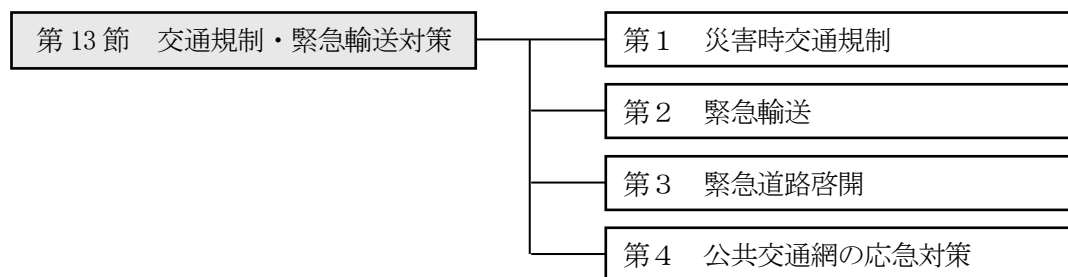 第13節　交通規制・緊急輸送対策
第１　災害時交通規制
第２　緊急輸送
第３　緊急道路啓開
第４　公共交通網の応急対策